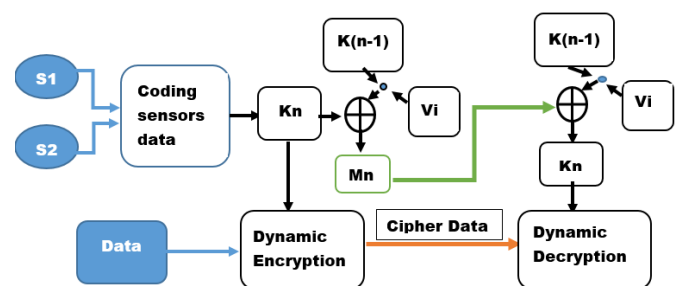 S1
S2
Coding
sensors
data
Kn
K(n-1)
Vi
Mn
K(n-1)
Vi
Kn
Data
Dynamic
Encryption
Cipher Data
Dynamic
Decryption